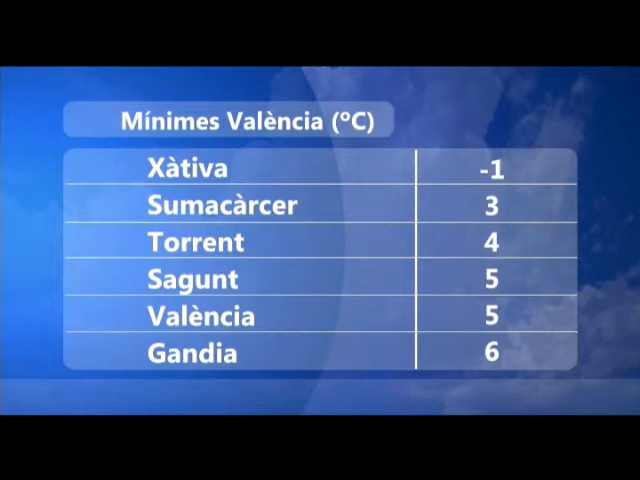 Mínimes València (ºC)
Xàtiva -1
Sumacàrcer 3
Torrent 4
Sagunt 5
València 5
Gandia 6